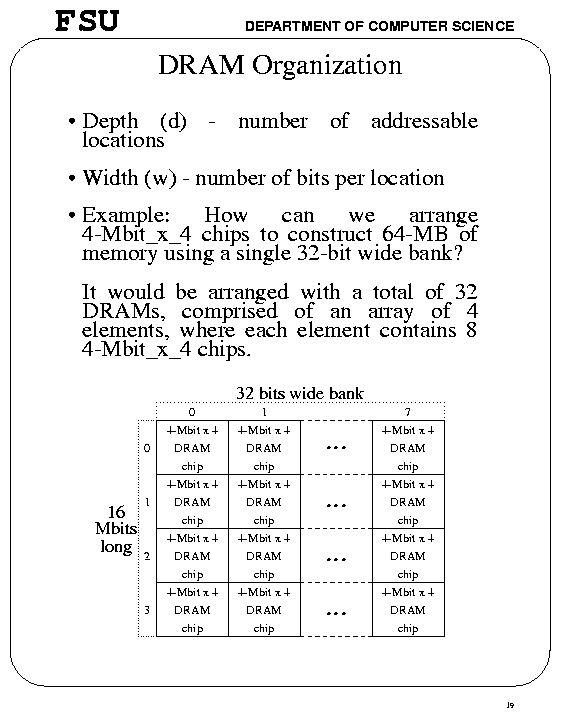 FSU DEPARTMENT OF COMPUTER SCIENCE
DRAM Organization
• Depth (d) - number of addressable
locations
• Width (w) - number of bits per location
• Example: How can we arrange
4-Mbit_x_4 chips to construct 64-MB of
memory using a single 32-bit wide bank?
It would be arranged with a total of 32
DRAMs, comprised of an array of 4
elements, where each element contains 8
4-Mbit_x_4 chips.
32 bits wide bank
0 1 7
4-Mbit x 4 4-Mbit x 4 4-Mbit x 4
0 DRAM DRAM ... DRAM
chip chip chip
4-Mbit x 4 4-Mbit x 4 4-Mbit x 4
1 DRAM DRAM ... DRAM
chip chip chip
16
Mbits
long
4-Mbit x 4 4-Mbit x 4 4-Mbit x 4
2 DRAM DRAM ... DRAM
chip chip chip
4-Mbit x 4 4-Mbit x 4 4-Mbit x 4
3 DRAM DRAM ... DRAM
chip chip chip